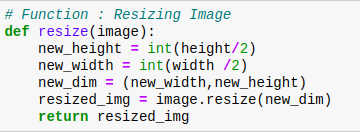 # Function : Resizing Image
def resize(image):
    new_height = int(height/2)
    new_width = int(width /2)
    new_dim = (new_width,new_height)
    resized_img = image.resize(new_dim)
    return resized_img